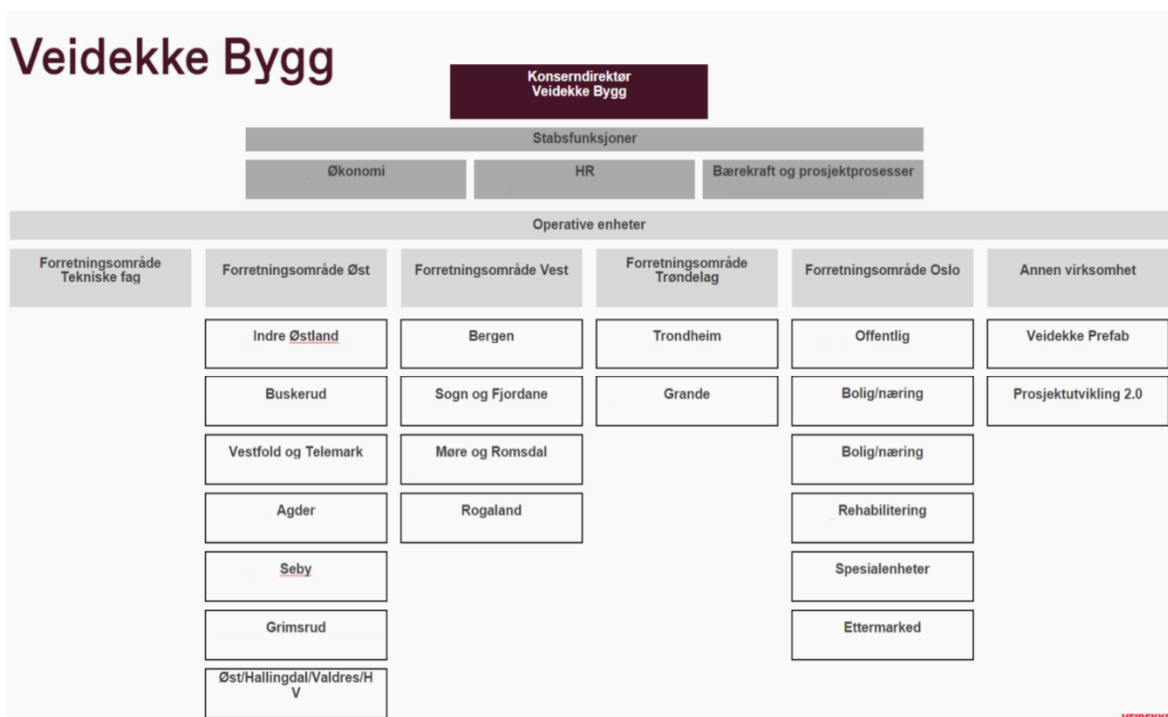 Veidekke Bygg
Konserndirektør
Veidekke Bygg
Stabsfunksjoner
Økonomi
HR
Bærekraft og prosjektprosesser
Operative enheter
Forretningsområde
Tekniske fag
Forretningsområde Øst
Forretningsområde Vest
Forretningsområde
Trøndelag
Forretningsområde Oslo
Annen virksomhet
Indre Østland
Bergen
Trondheim
Offentlig
Veidekke Prefab
Buskerud
Sogn og Fjordane
Grande
Bolig/næring
Prosjektutvikling 2.0
Vestfold og Telemark
Møre og Romsdal
Bolig/næring
Agder
Rogaland
Rehabilitering
Seby
Spesialenheter
Grimsrud
Ettermarked
Øst/Hallingdal/Valdres/H
V
VEIDEKKE